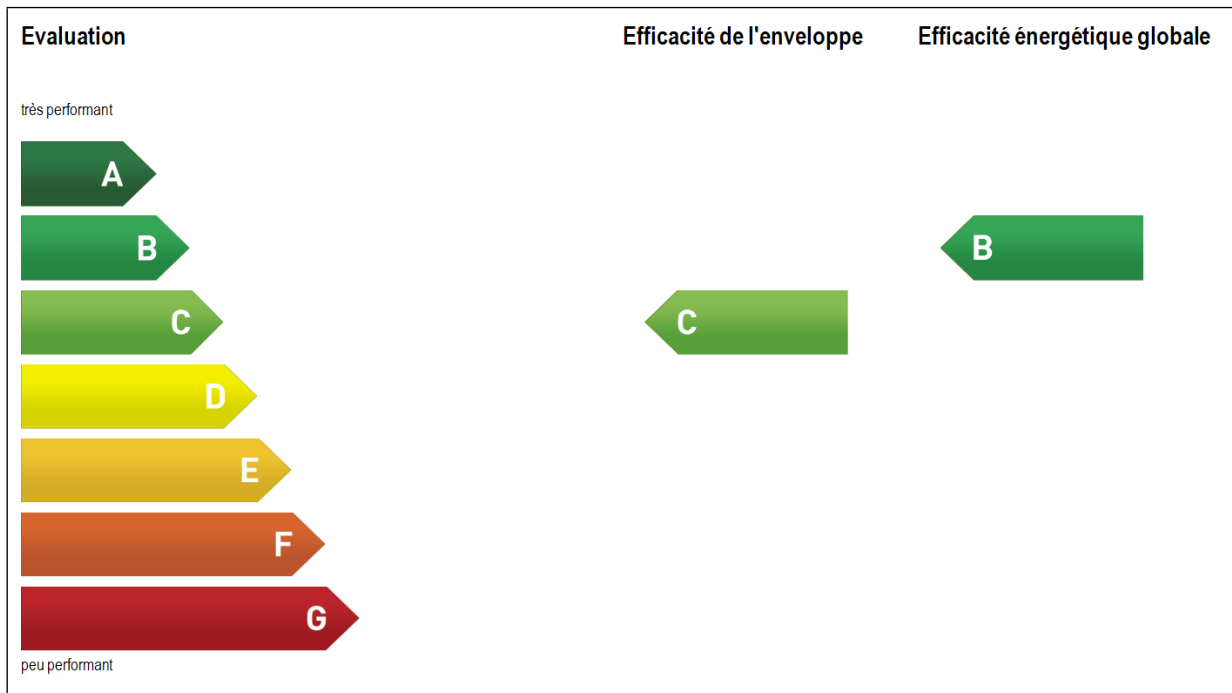 Evaluation
Efficacité de l'enveloppe
Efficacité énergétique globale
très performant
A
B
B
C
C
D
E
F
G
peu performant